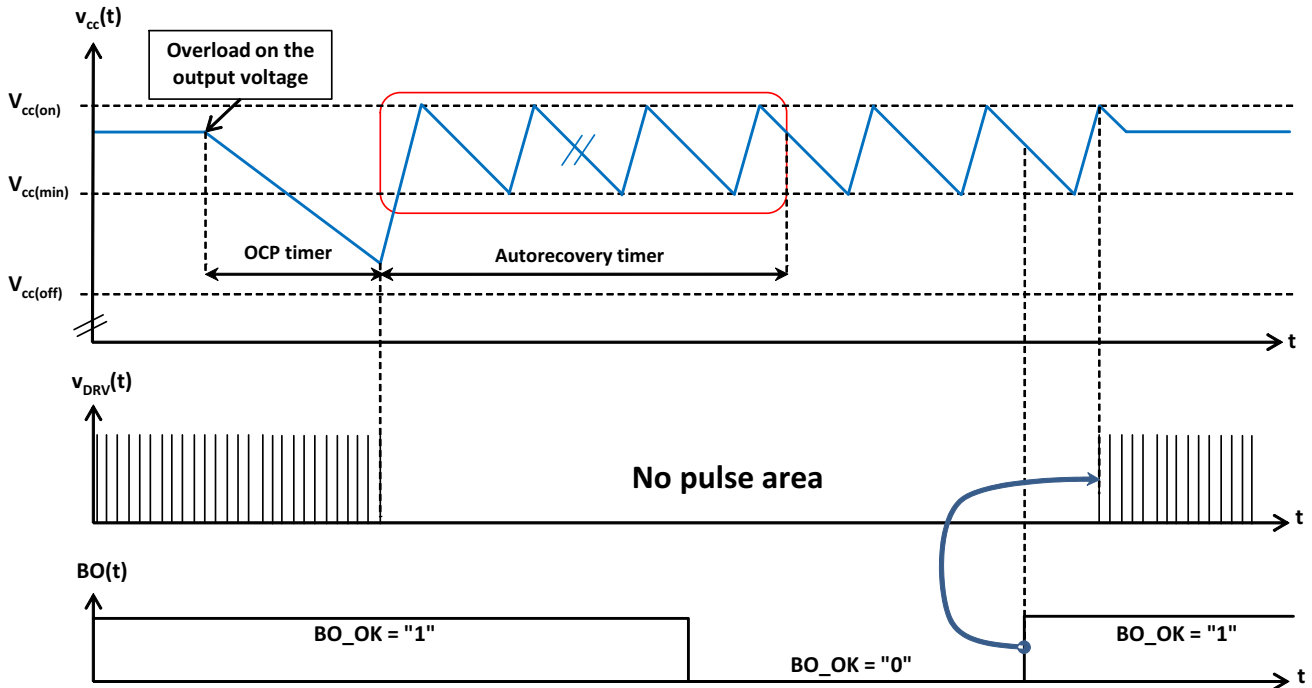 vcc(t)
Overload on the
output voltage
Vcc(on)
Vcc(min)
OCP timer
Autorecovery timer
Vcc(off)
t
vDRV(t)
No pulse area
t
BO(t)
BO_OK = "1"
BO_OK = "1"
BO_OK = "0"
t